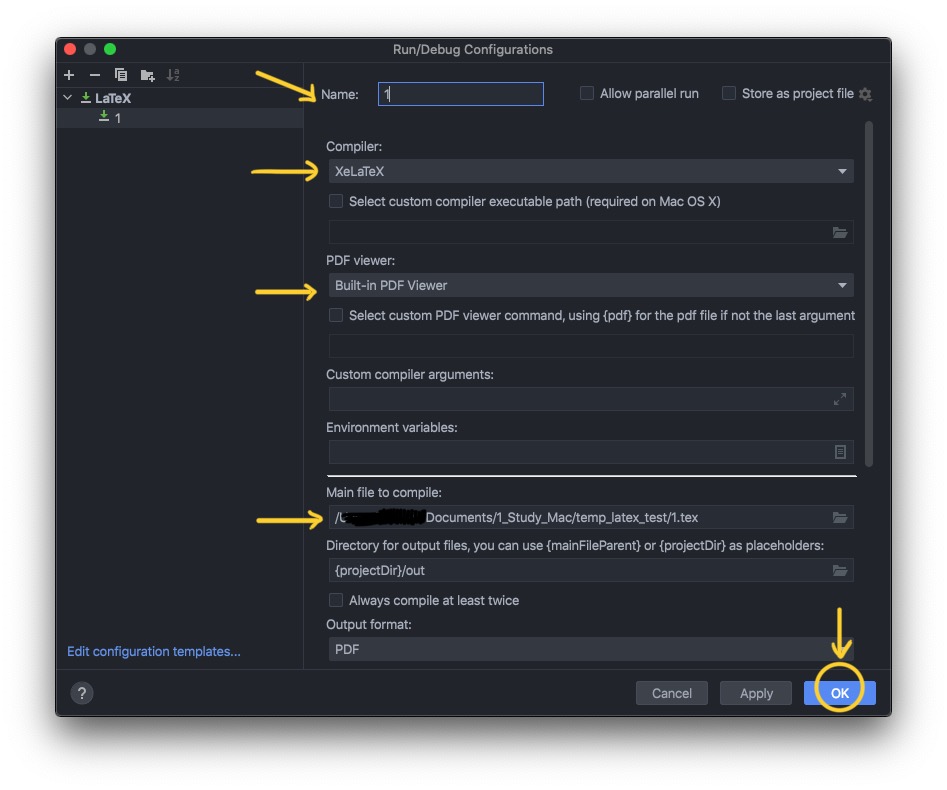 Run/Debug Configurations
LaTeX
1
Name: 1
Allow parallel run
Store as project file
Compiler:
XeLaTeX
Select custom compiler executable path (required on Mac OS X)
PDF viewer:
Built-in PDF Viewer
Select custom PDF viewer command, using {pdf} for the pdf file if not the last argument
Custom compiler arguments:
Environment variables:
Main file to compile:
Documents/1_Study_Mac/temp_latex_test/1.tex
Directory for output files, you can use {mainFileParent} or {projectDir} as placeholders:
{projectDir}/out
Always compile at least twice
Output format:
PDF
Edit configuration templates...
?
Cancel
Apply
OK